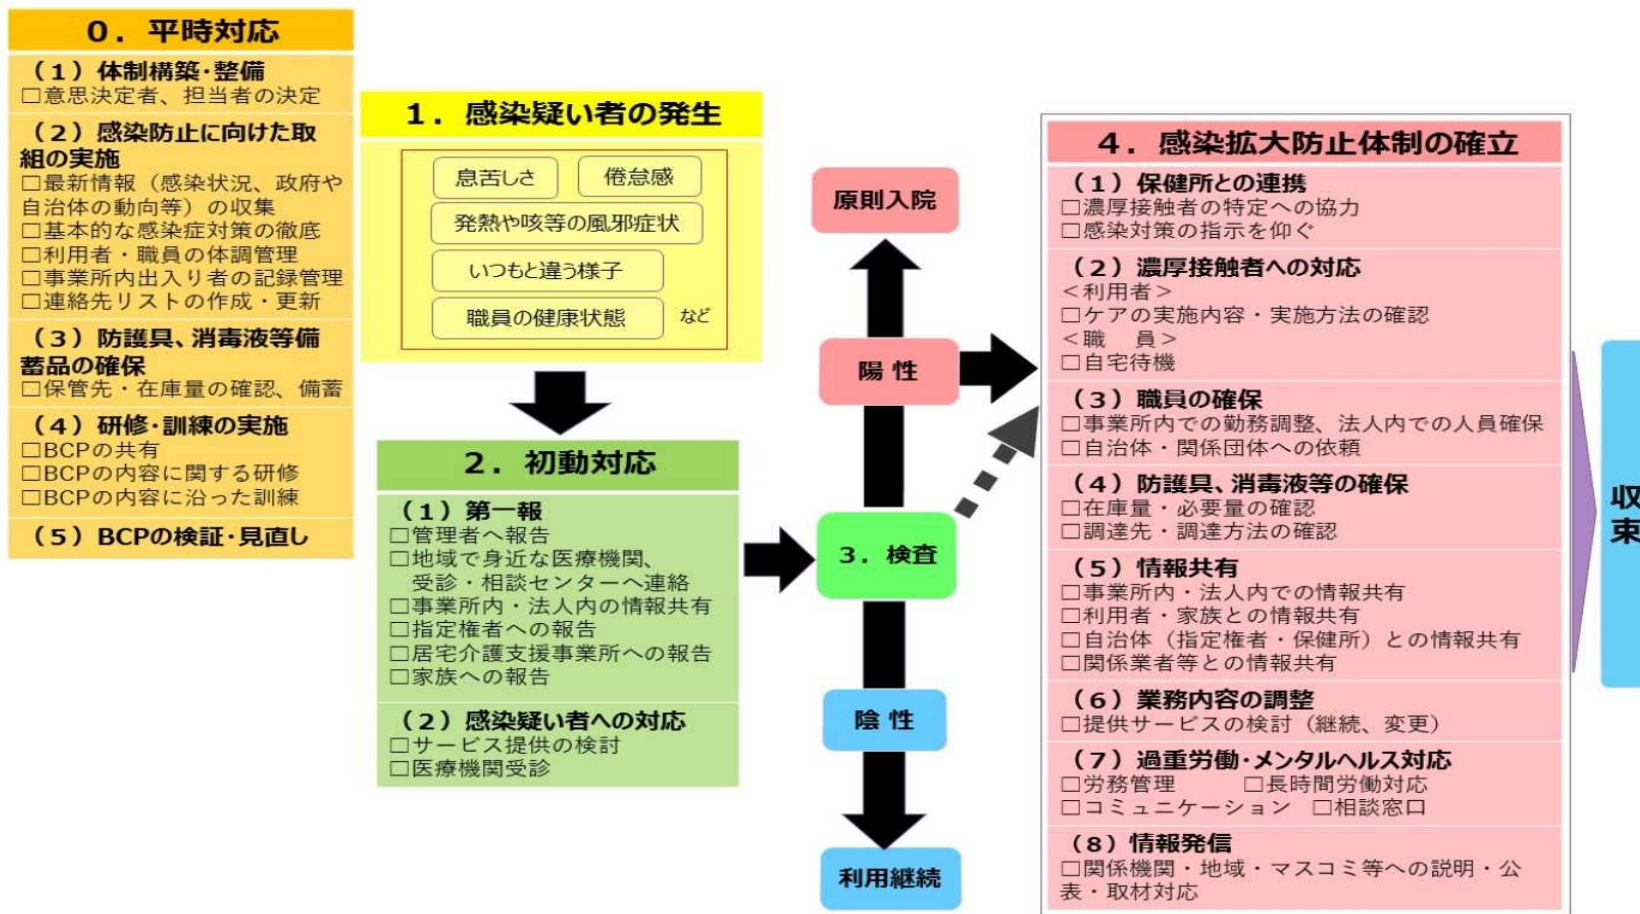 0．平時対応
（1）体制構築・整備
□意思決定者、担当者の決定
（2）感染防止に向けた取
組の実施
□最新情報（感染状況、政府や
自治体の動向等）の収集
□基本的な感染症対策の徹底
□利用者・職員の体調管理
□事業所内出入り者の記録管理
□連絡先リストの作成・更新
（3）防護具、消毒液等備
蓄品の確保
□保管先・在庫量の確認、備蓄
（4）研修・訓練の実施
□BCPの共有
□BCPの内容に関する研修
□BCPの内容に沿った訓練
（5）BCPの検証・見直し
1．感染疑い者の発生
息苦しさ
倦怠感
発熱や咳等の風邪症状
いつもと違う様子
職員の健康状態
など
2．初動対応
（1）第一報
□管理者へ報告
□地域で身近な医療機関、
受診・相談センターへ連絡
□事業所内・法人内の情報共有
□指定権者への報告
□居宅介護支援事業所への報告
□家族への報告
（2）感染疑い者への対応
□サービス提供の検討
□医療機関受診
原則入院
陽性
3．検査
陰性
利用継続
4．感染拡大防止体制の確立
（1）保健所との連携
□濃厚接触者の特定への協力
□感染対策の指示を仰ぐ
（2）濃厚接触者への対応
＜利用者＞
□ケアの実施内容・実施方法の確認
＜職　員＞
□自宅待機
（3）職員の確保
□事業所内での勤務調整、法人内での人員確保
□自治体・関係団体への依頼
（4）防護具、消毒液等の確保
□在庫量・必要量の確認
□調達先・調達方法の確認
（5）情報共有
□事業所内・法人内での情報共有
□利用者・家族との情報共有
□自治体（指定権者・保健所）との情報共有
□関係業者等との情報共有
（6）業務内容の調整
□提供サービスの検討（継続、変更）
（7）過重労働・メンタルヘルス対応
□労務管理　□長時間労働対応
□コミュニケーション　□相談窓口
（8）情報発信
□関係機関・地域・マスコミ等への説明・公
表・取材対応
収
束